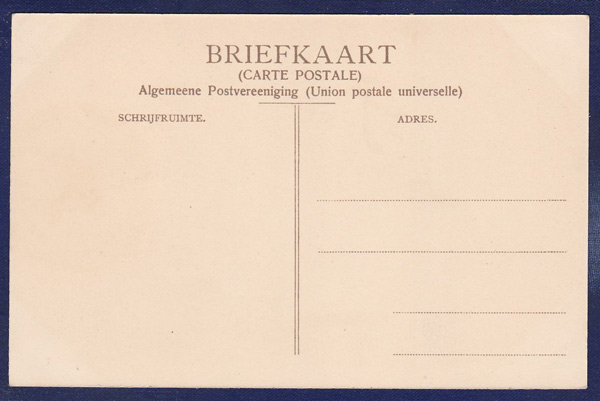 BRIEFKAART
(CARTE POSTALE)
Algemeene Postvereeniging (Union postale universelle)
SCHRIJFRUIMTE.
ADRES.